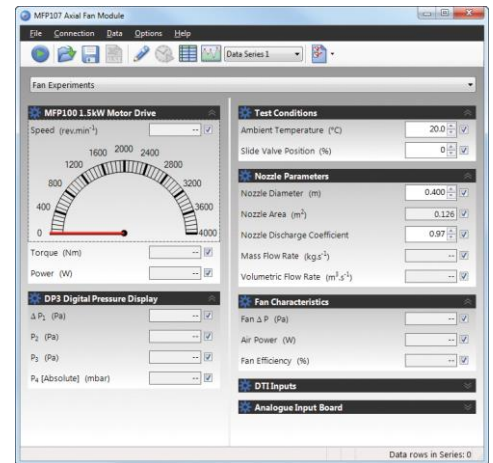 MFP107 Axial Fan Module
File Connection Data Options Help
Data Series 1
Fan Experiments
MFP100 1.5kW Motor Drive
Speed (rev.min⁻¹) --
0 400 800 1200 1600 2000 2400 2800 3200 3600 4000
Torque (Nm) --
Power (W) --
DP3 Digital Pressure Display
Δ P₁ (Pa) --
P₂ (Pa) --
P₃ (Pa) --
P₄ [Absolute] (mbar) --
Test Conditions
Ambient Temperature (°C) 20.0
Slide Valve Position (%) 0
Nozzle Parameters
Nozzle Diameter (m) 0.400
Nozzle Area (m²) 0.126
Nozzle Discharge Coefficient 0.97
Mass Flow Rate (kg.s⁻¹) --
Volumetric Flow Rate (m³.s⁻¹) --
Fan Characteristics
Fan Δ P (Pa) --
Air Power (W) --
Fan Efficiency (%) --
DTI Inputs
Analogue Input Board
Data rows in Series: 0